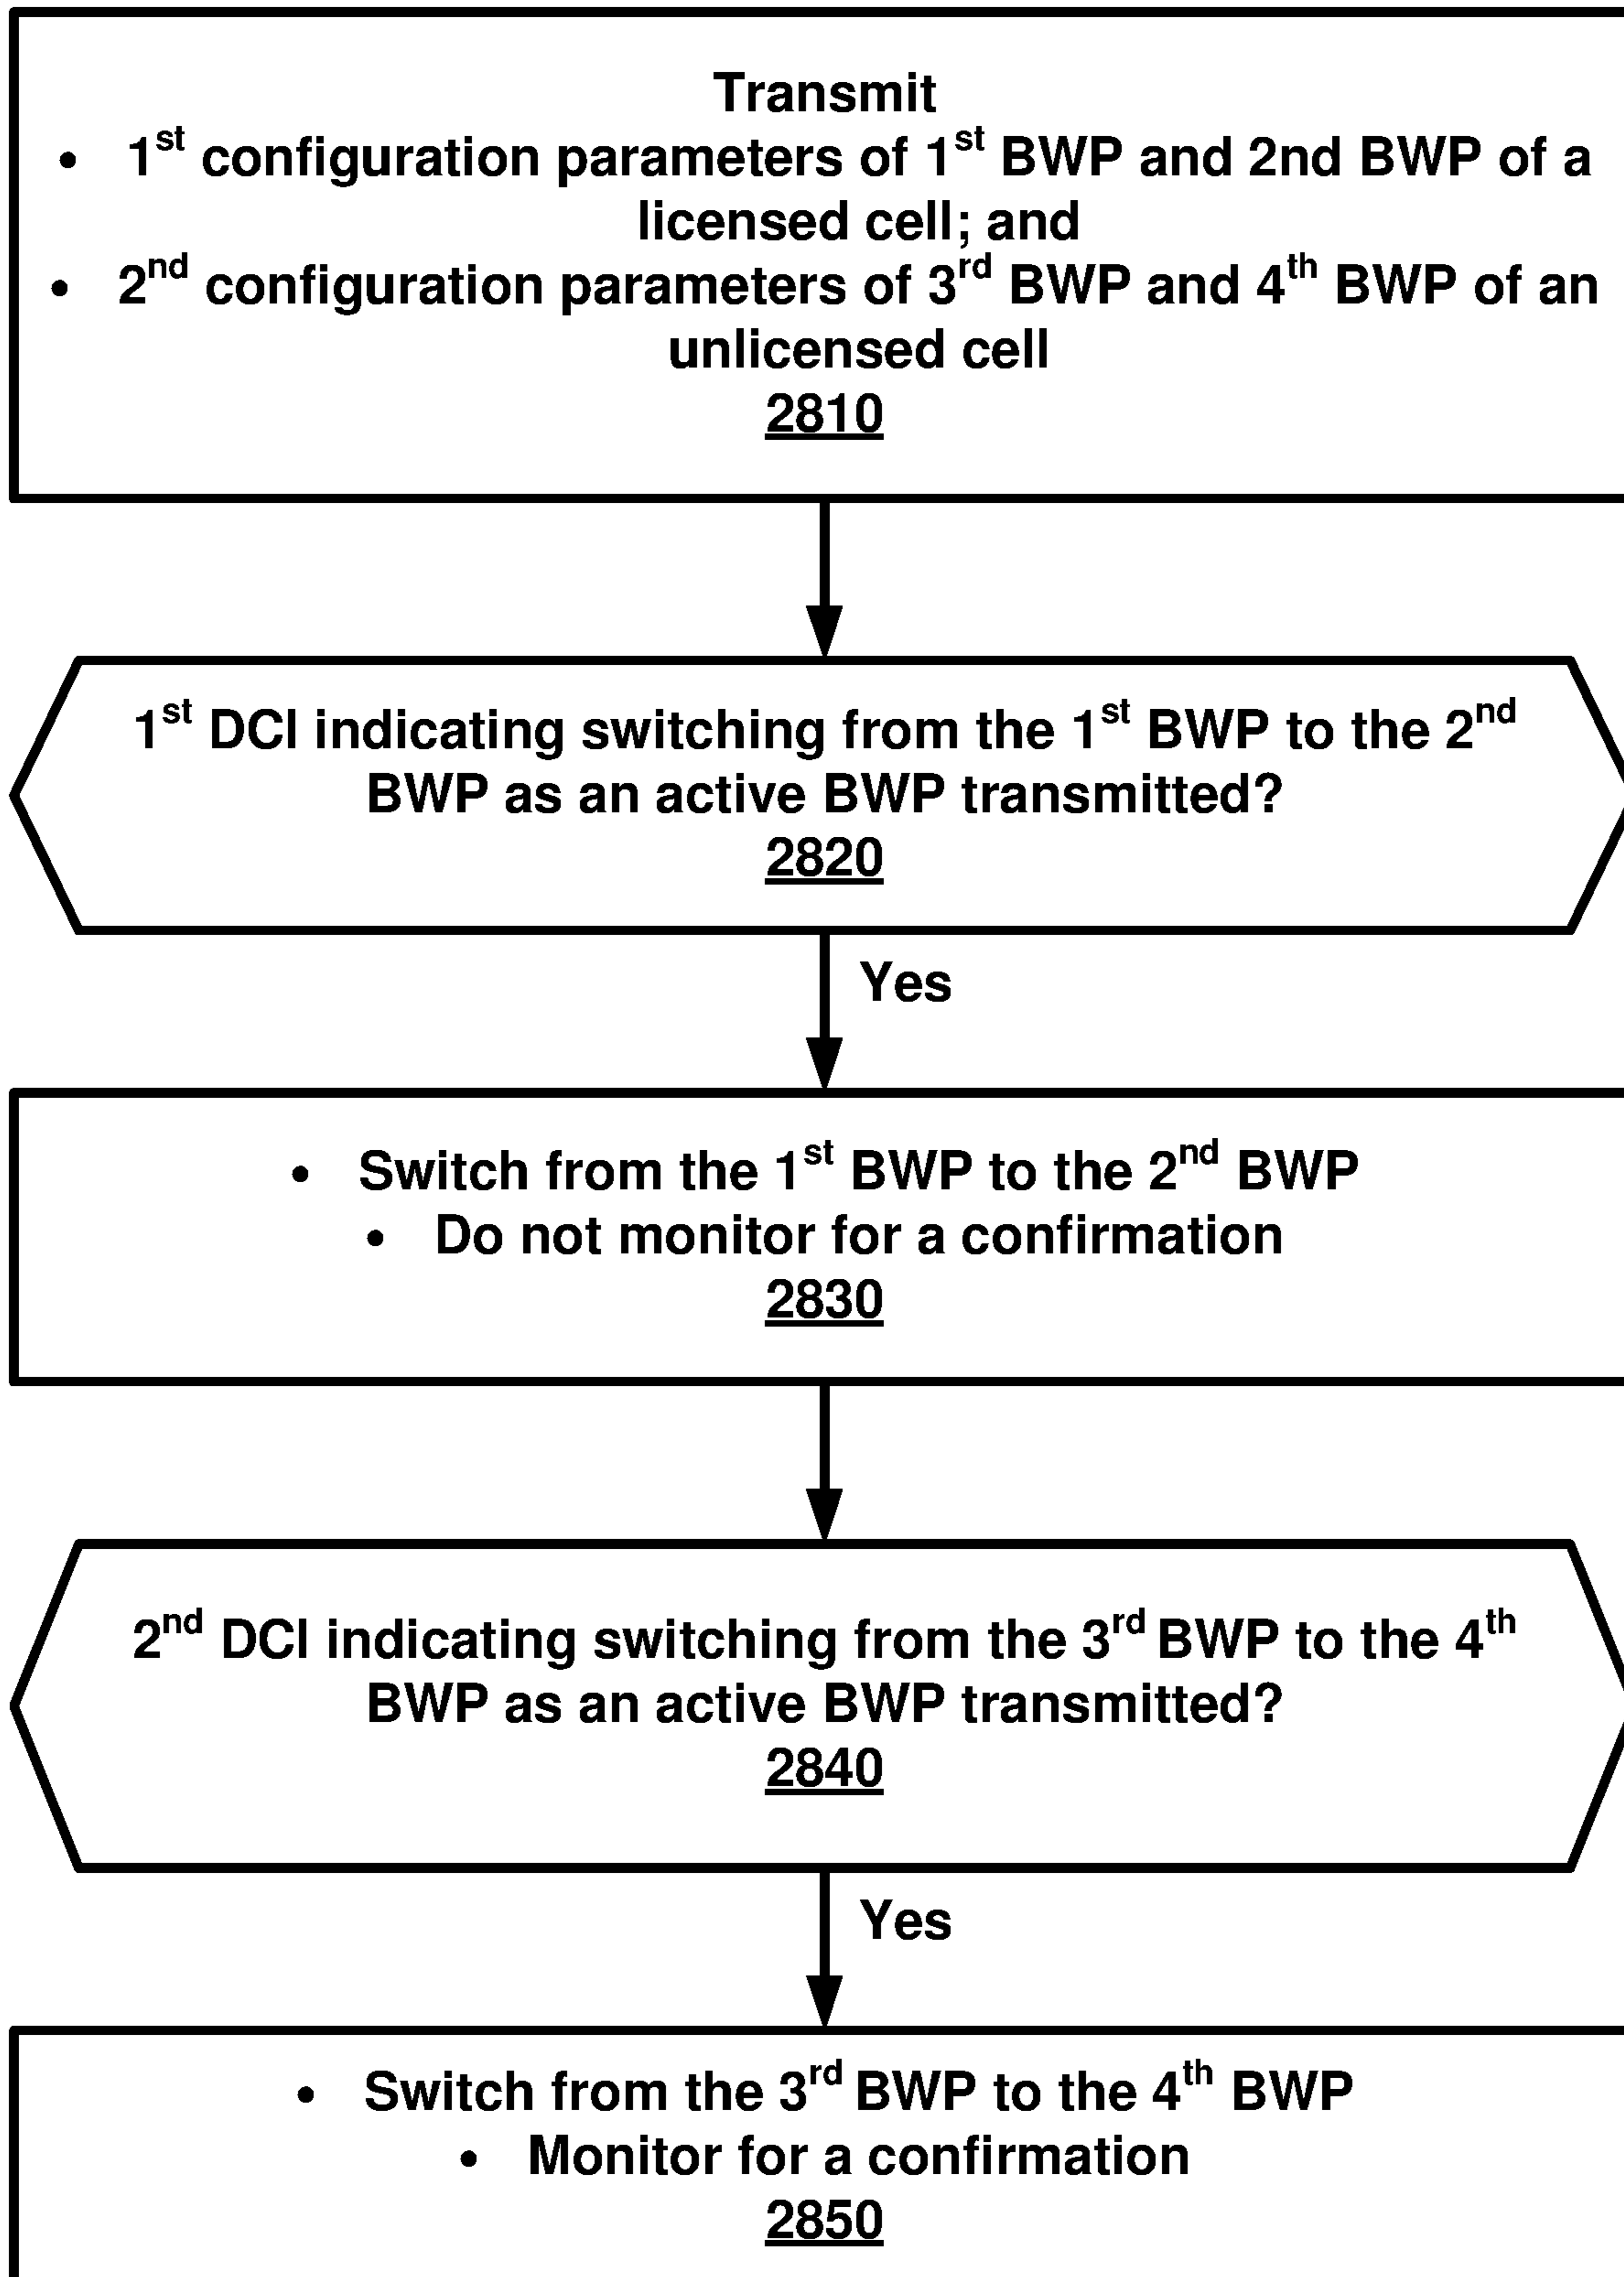 Transmit
• 1st configuration parameters of 1st BWP and 2nd BWP of a
licensed cell; and
• 2nd configuration parameters of 3rd BWP and 4th BWP of an
unlicensed cell
2810
1st DCI indicating switching from the 1st BWP to the 2nd
BWP as an active BWP transmitted?
2820
Yes
• Switch from the 1st BWP to the 2nd BWP
• Do not monitor for a confirmation
2830
2nd DCI indicating switching from the 3rd BWP to the 4th
BWP as an active BWP transmitted?
2840
Yes
• Switch from the 3rd BWP to the 4th BWP
• Monitor for a confirmation
2850